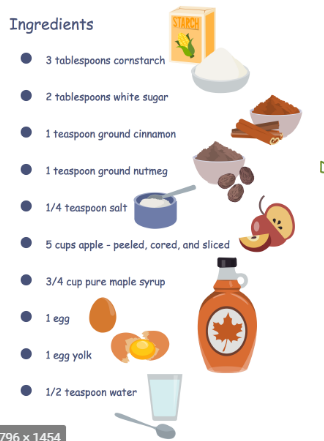 Ingredients
STARCH
3 tablespoons cornstarch
2 tablespoons white sugar
1 teaspoon ground cinnamon
1 teaspoon ground nutmeg
1/4 teaspoon salt
5 cups apple - peeled, cored, and sliced
3/4 cup pure maple syrup
1 egg
1 egg yolk
1/2 teaspoon water
796 × 1454